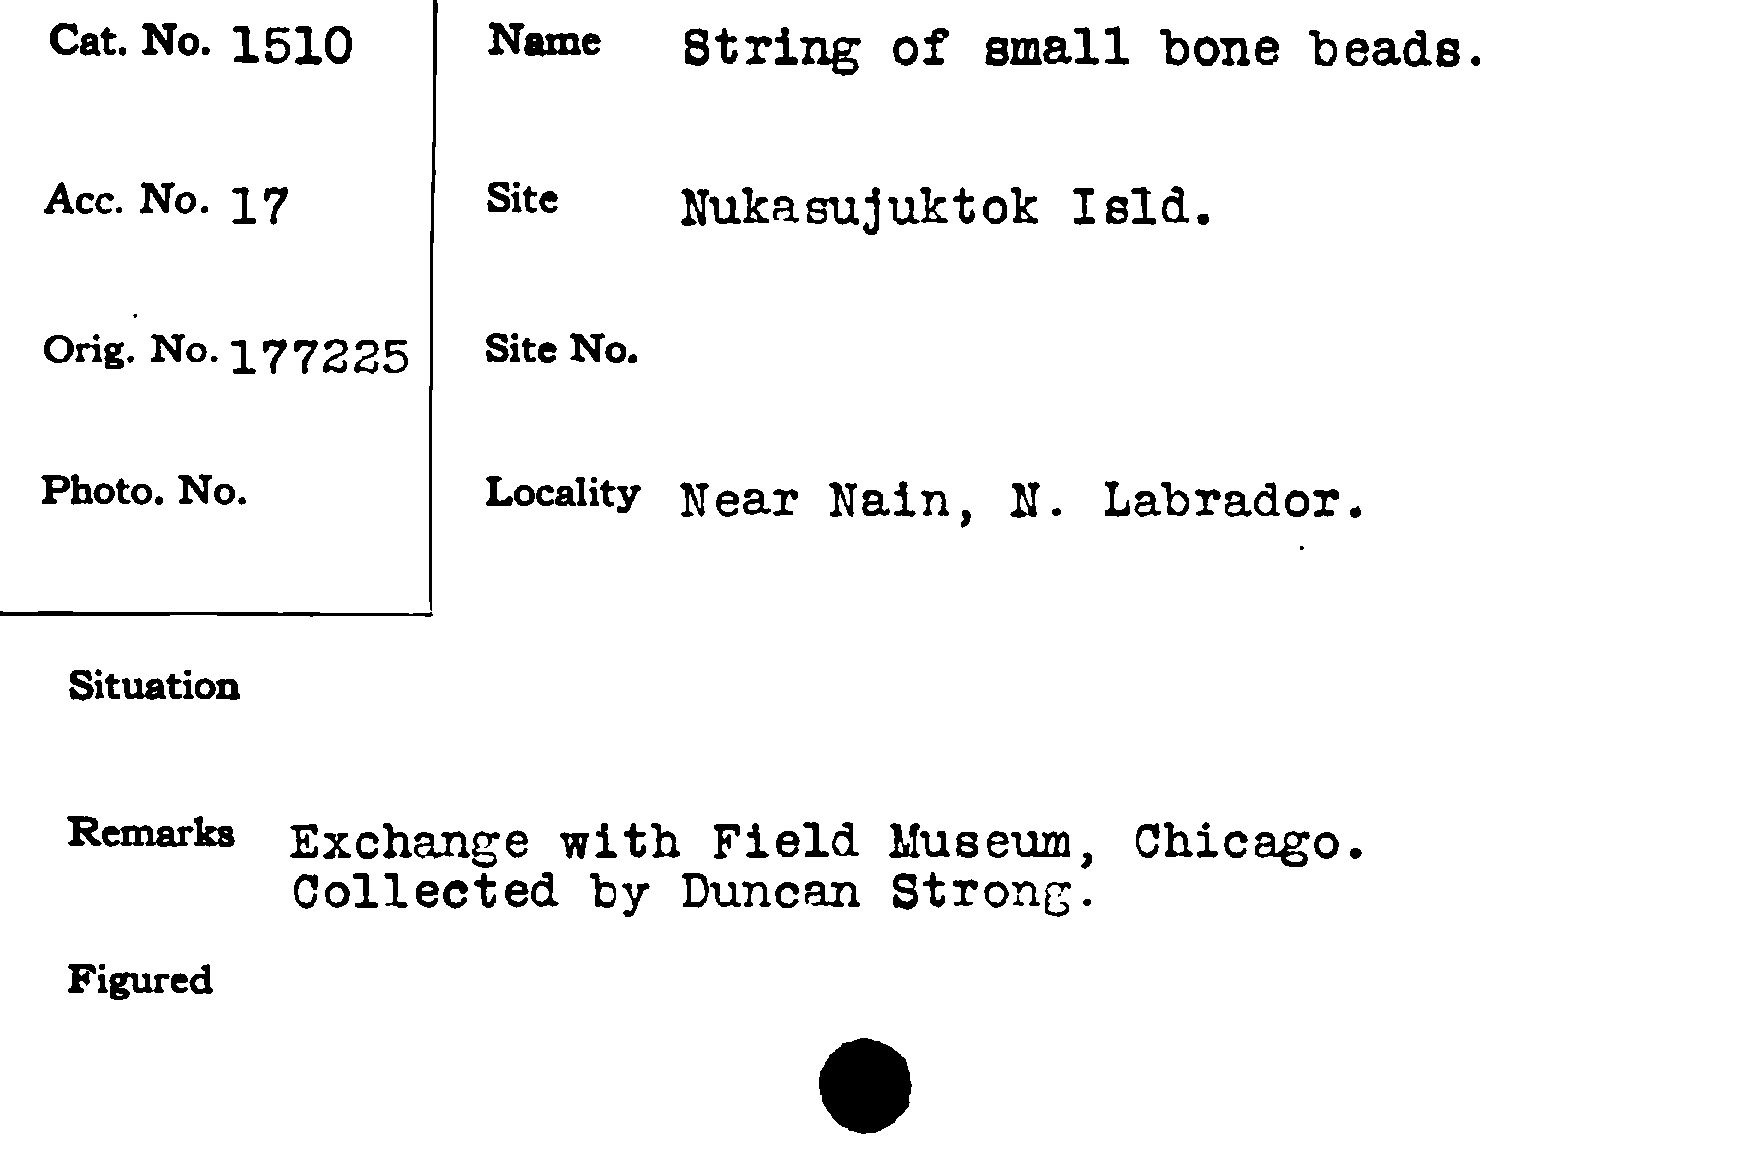 Cat. No. 1510
Name String of small bone beads.
Acc. No. 17
Site Nukasujuktok Isld.
Orig. No. 177225
Site No.
Photo. No.
Locality Near Nain, N. Labrador.
Situation
Remarks Exchange with Field Museum, Chicago.
Collected by Duncan Strong.
Figured